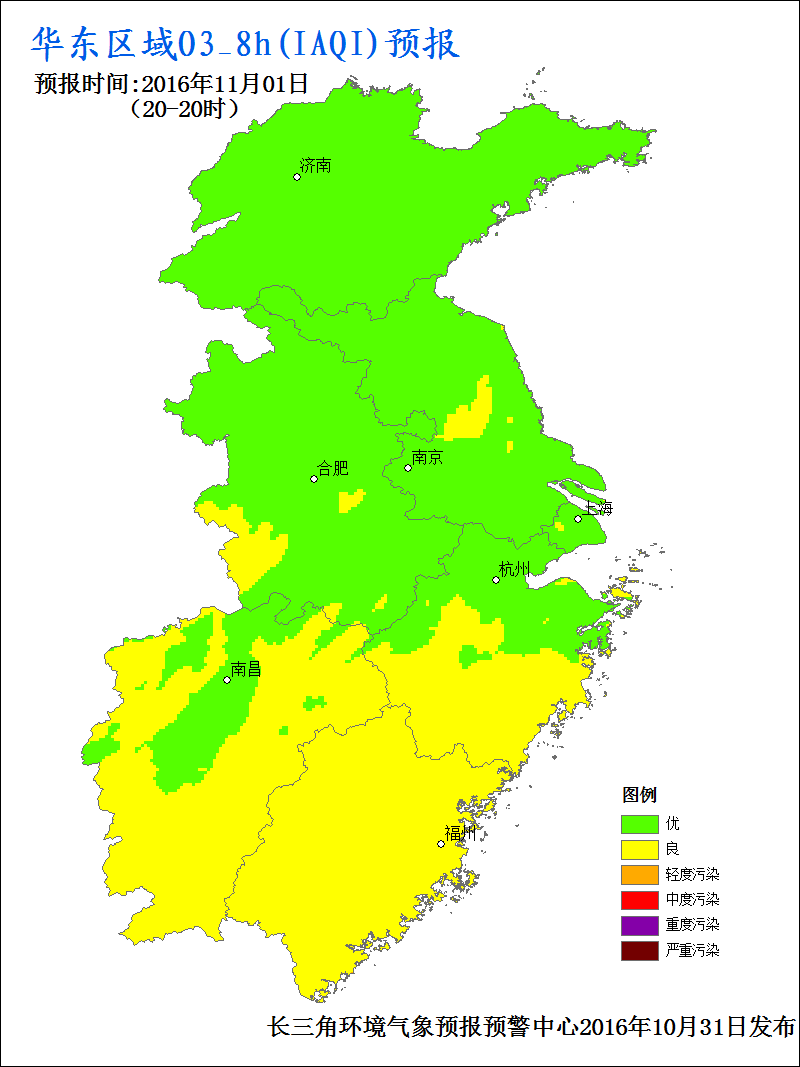 华东区域O3_8h(IAQI)预报
预报时间:2016年11月01日
（20-20时）
济南
南京
合肥
上海
杭州
南昌
福州
图例
优
良
轻度污染
中度污染
重度污染
严重污染
长三角环境气象预报预警中心2016年10月31日发布